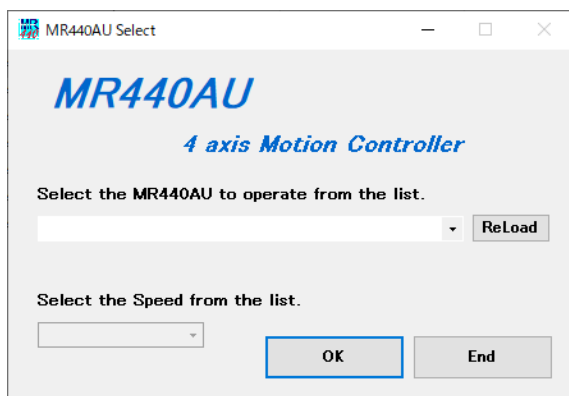 MR440AU Select
MR440AU
4 axis Motion Controller
Select the MR440AU to operate from the list.
ReLoad
Select the Speed from the list.
OK
End